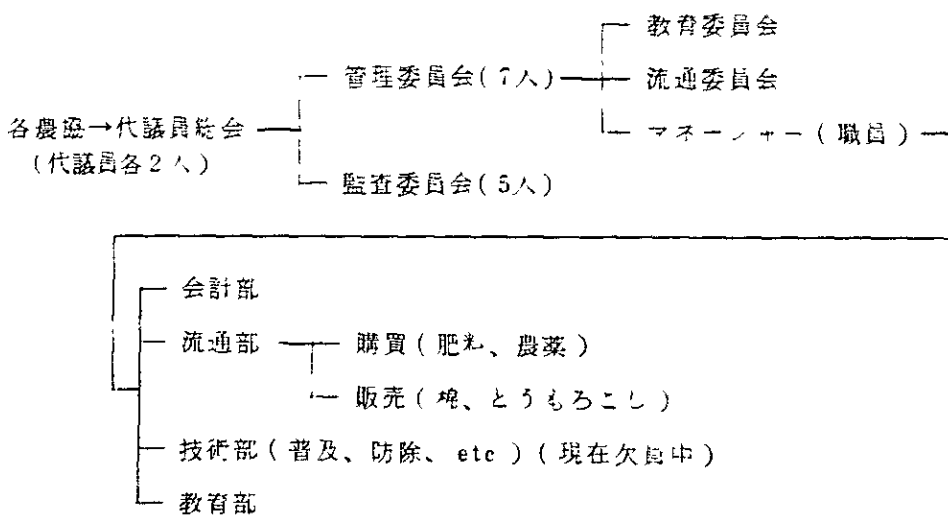 教育委員会
管理委員会(7人)
流通委員会
各農協→代議員総会
マネージャー(職員)
(代議員各2人)
監査委員会(5人)
会計部
流通部
購買(肥料、農薬)
販売(棉、とうもろこし)
技術部(普及、防除、etc)(現在欠員中)
教育部